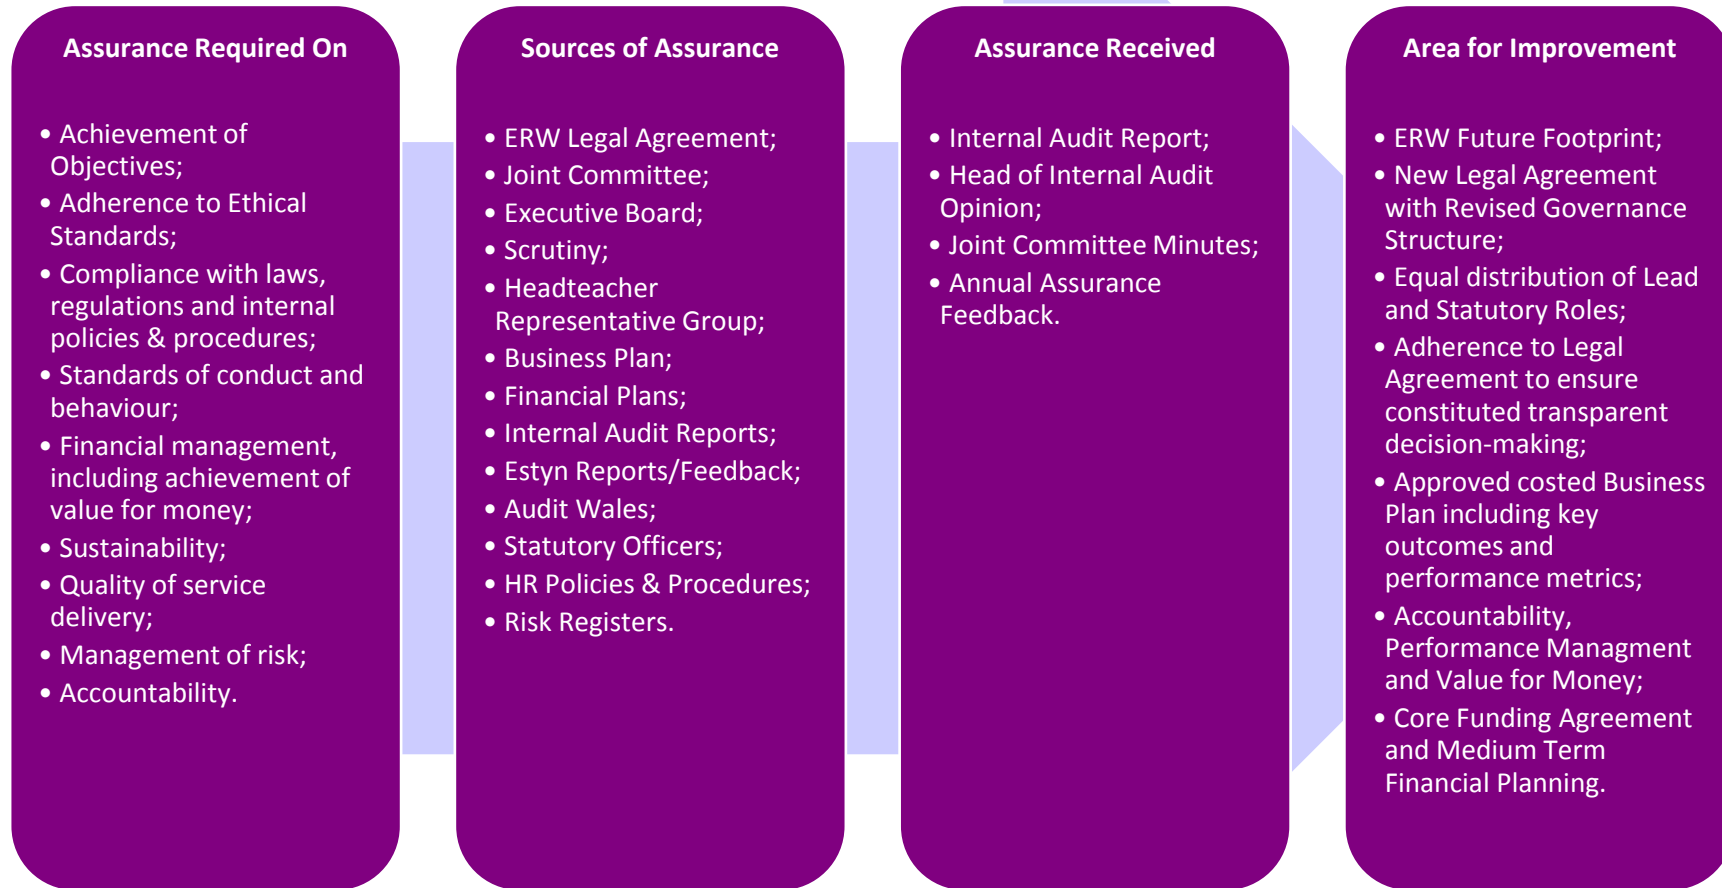 Assurance Required On
• Achievement of
Objectives;
• Adherence to Ethical
Standards;
• Compliance with laws,
regulations and internal
policies & procedures;
• Standards of conduct and
behaviour;
• Financial management,
including achievement of
value for money;
• Sustainability;
• Quality of service
delivery;
• Management of risk;
• Accountability.
Sources of Assurance
• ERW Legal Agreement;
• Joint Committee;
• Executive Board;
• Scrutiny;
• Headteacher
Representative Group;
• Business Plan;
• Financial Plans;
• Internal Audit Reports;
• Estyn Reports/Feedback;
• Audit Wales;
• Statutory Officers;
• HR Policies & Procedures;
• Risk Registers.
Assurance Received
• Internal Audit Report;
• Head of Internal Audit
Opinion;
• Joint Committee Minutes;
• Annual Assurance
Feedback.
Area for Improvement
• ERW Future Footprint;
• New Legal Agreement
with Revised Governance
Structure;
• Equal distribution of Lead
and Statutory Roles;
• Adherence to Legal
Agreement to ensure
constituted transparent
decision-making;
• Approved costed Business
Plan including key
outcomes and
performance metrics;
• Accountability,
Performance Managment
and Value for Money;
• Core Funding Agreement
and Medium Term
Financial Planning.